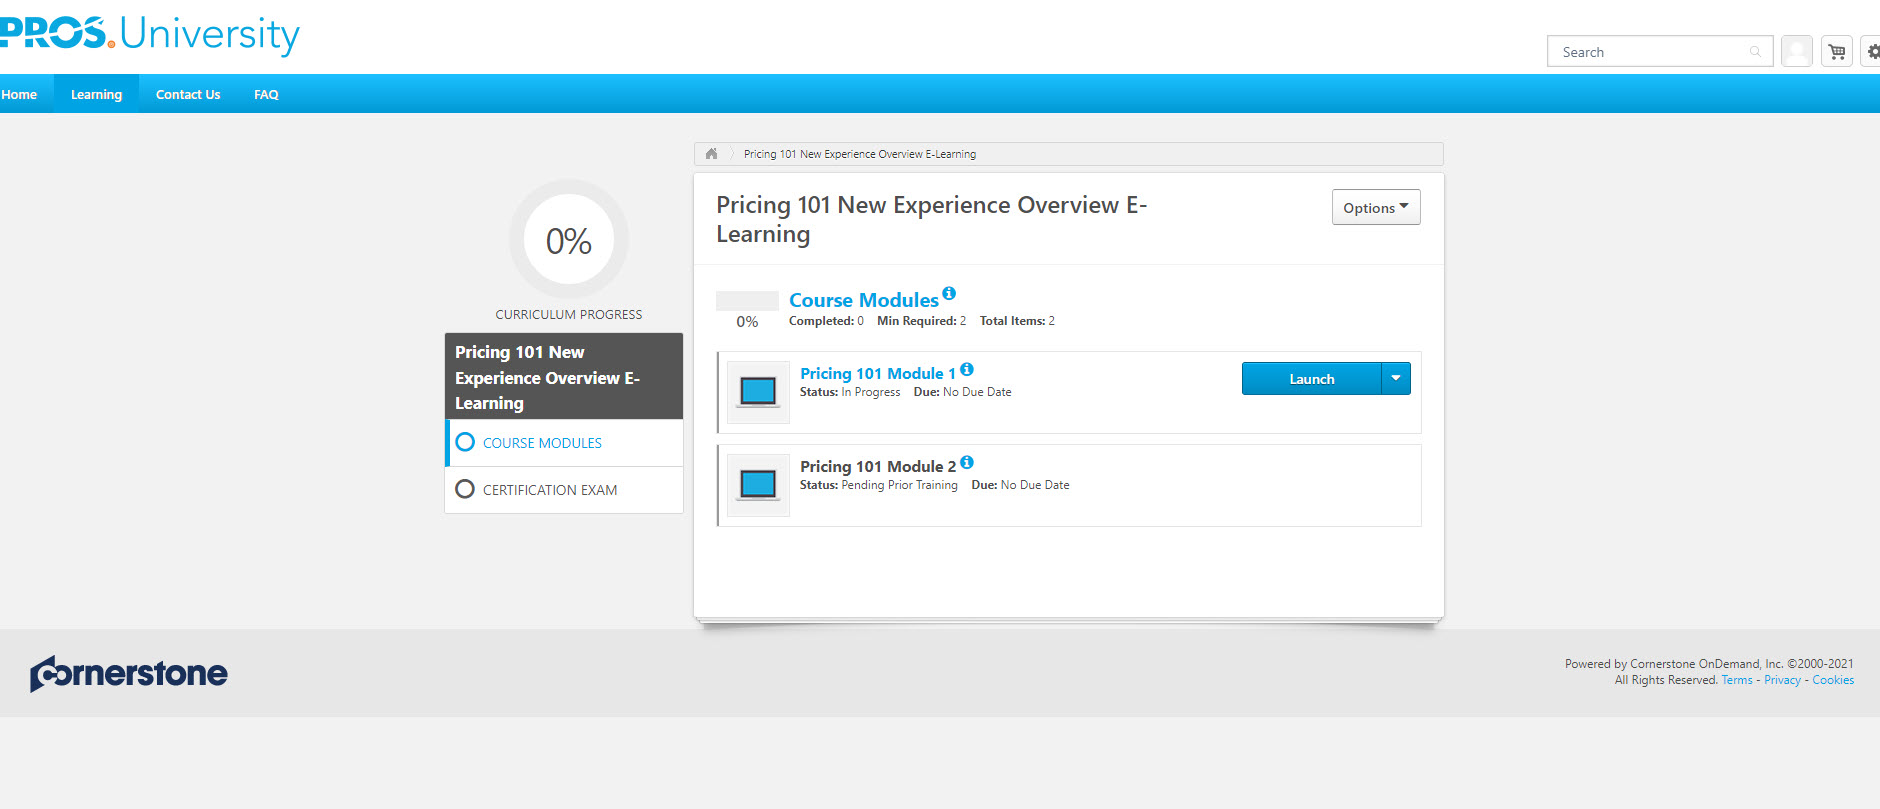 PROS.University
Search
Home Learning Contact Us FAQ
Pricing 101 New Experience Overview E-Learning
0%
CURRICULUM PROGRESS
Pricing 101 New
Experience Overview E-
Learning
COURSE MODULES
CERTIFICATION EXAM
Pricing 101 New Experience Overview E-
Learning
Options
Course Modules
0%
Completed: 0 Min Required: 2 Total Items: 2
Pricing 101 Module 1
Status: In Progress Due: No Due Date
Launch
Pricing 101 Module 2
Status: Pending Prior Training Due: No Due Date
Cornerstone
Powered by Cornerstone OnDemand, Inc. ©2000-2021
All Rights Reserved. Terms - Privacy - Cookies